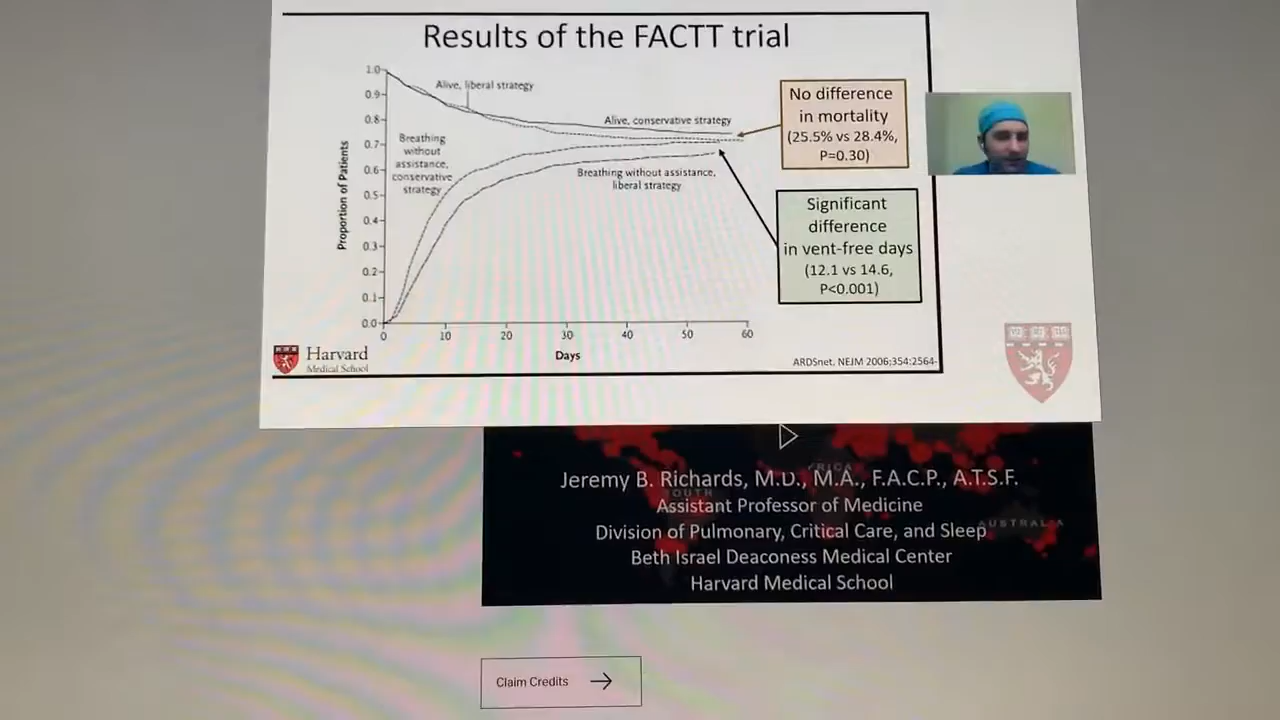 Results of the FACTT trial
1.0
0.9
0.8
0.7
0.6
0.5
0.4
0.3
0.2
0.1
0.0
Proportion of Patients
Alive, liberal strategy
Alive, conservative strategy
Breathing
without
assistance,
conservative
strategy
Breathing without assistance,
liberal strategy
0 10 20 30 40 50 60
Days
No difference
in mortality
(25.5% vs 28.4%,
P=0.30)
Significant
difference
in vent-free days
(12.1 vs 14.6,
P<0.001)
Harvard
Medical School
ARDSnet. NEJM 2006;354:2564-
Jeremy B. Richards, M.D., M.A., F.A.C.P., A.T.S.F.
Assistant Professor of Medicine
Division of Pulmonary, Critical Care, and Sleep
Beth Israel Deaconess Medical Center
Harvard Medical School
AUSTRALIA
Claim Credits